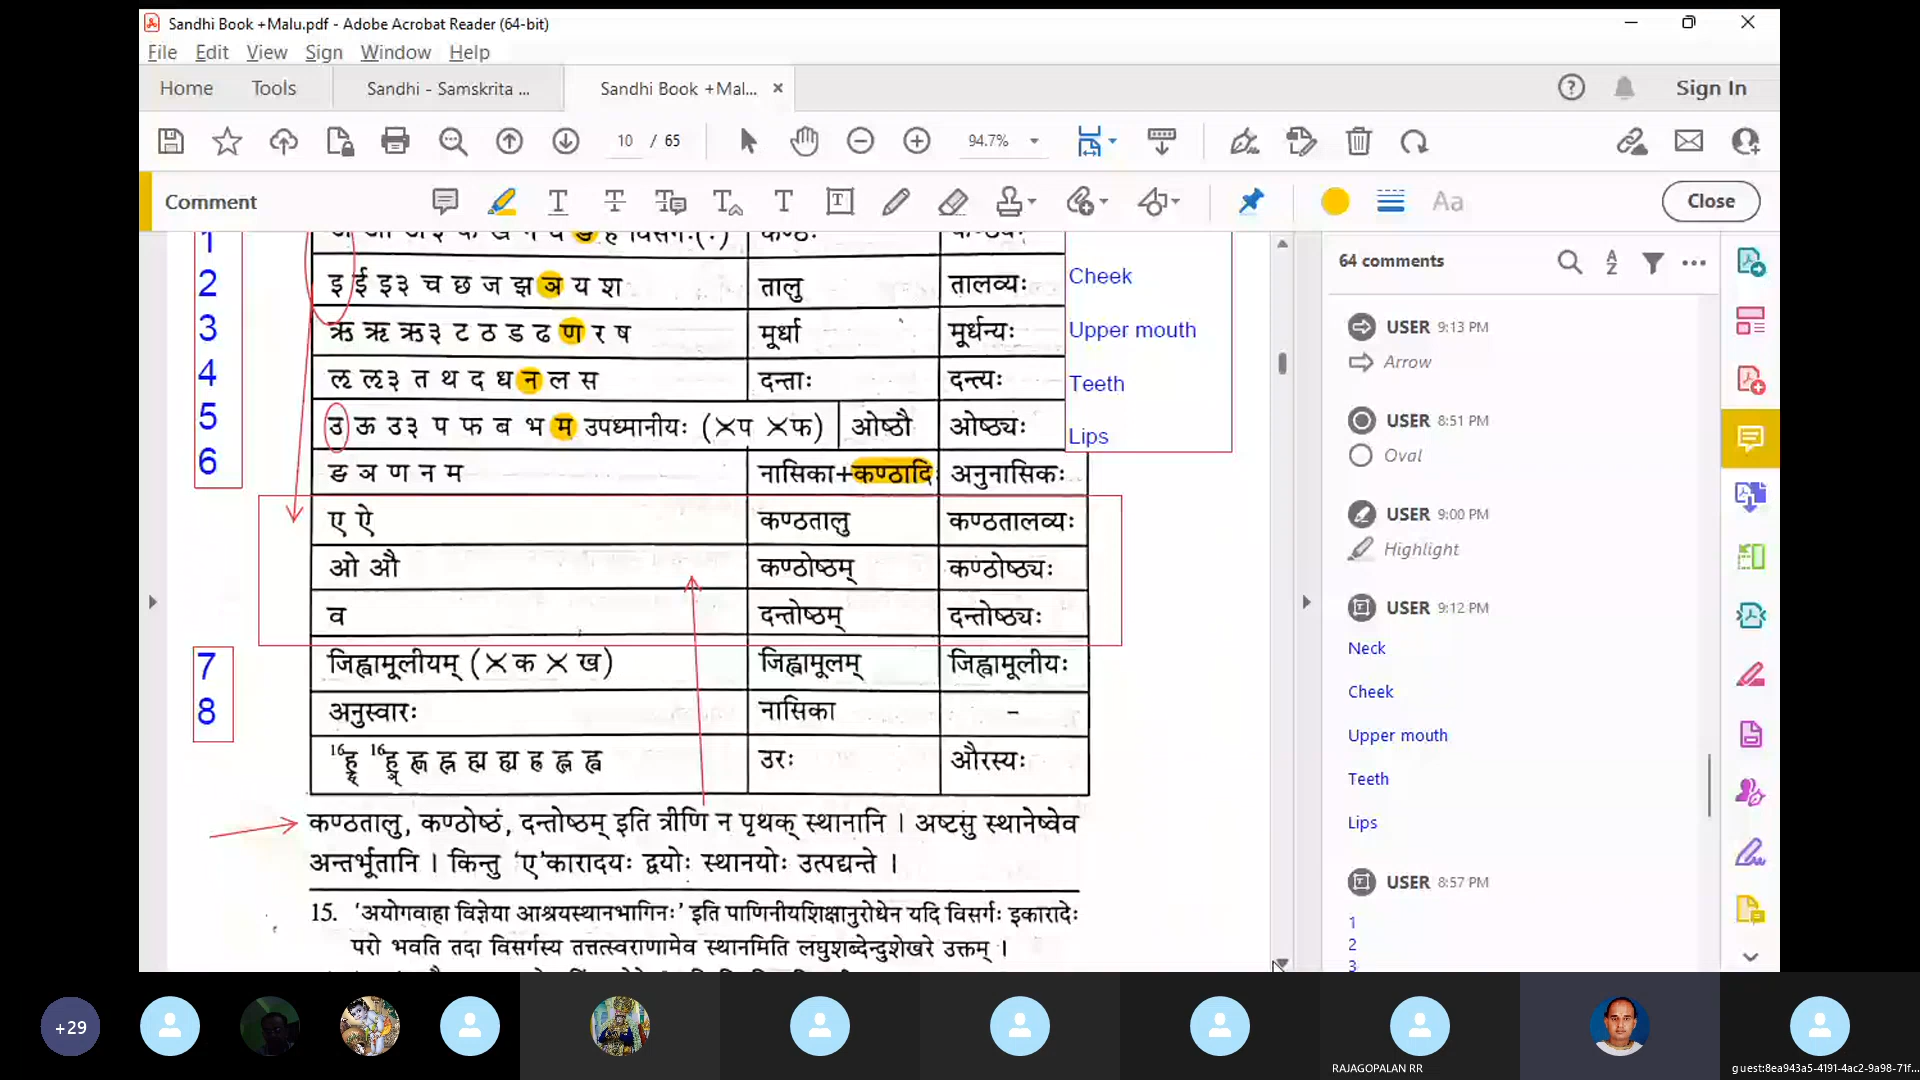 Sandhi Book +Malu.pdf - Adobe Acrobat Reader (64-bit)
File Edit View Sign Window Help
Home Tools Sandhi - Samskrita ... Sandhi Book +Mal... Sign In
10 / 65 94.7%
Comment Close
1
2 इ ई इ३ च छ ज झ ञ य श तालु तालव्यः Cheek
3 ऋ ॠ ऋ३ ट ठ ड ढ ण र ष मूर्धा मूर्धन्यः Upper mouth
4 ऌ ऌ३ त थ द ध न ल स दन्ताः दन्त्यः Teeth
5 उ ऊ उ३ प फ ब भ म उपध्मानीयः (×प ×फ) ओष्ठौ ओष्ठ्यः Lips
6 ङ ञ ण न म नासिका+कण्ठादि अनुनासिकः
ए ऐ कण्ठतालु कण्ठतालव्यः
ओ औ कण्ठोष्ठम् कण्ठोष्ठ्यः
व दन्तोष्ठम् दन्तोष्ठ्यः
7 जिह्वामूलीयम् (×क ×ख) जिह्वामूलम् जिह्वामूलीयः
8 अनुस्वारः नासिका -
उरः औरस्यः
कण्ठतालु, कण्ठोष्ठं, दन्तोष्ठम् इति त्रीणि न पृथक् स्थानानि । अष्टसु स्थानेष्वेव
अन्तर्भूतानि । किन्तु 'ए'कारादयः द्वयोः स्थानयोः उत्पद्यन्ते ।
15. 'अयोगवाहा विज्ञेया आश्रयस्थानभागिनः' इति पाणिनीयशिक्षानुरोधेन यदि विसर्गः इकारादेः
परो भवति तदा विसर्गस्य तत्तत्स्वराणामेव स्थानमिति लघुशब्देन्दुशेखरे उक्तम् ।
64 comments
USER 9:13 PM
Arrow
USER 8:51 PM
Oval
USER 9:00 PM
Highlight
USER 9:12 PM
Neck
Cheek
Upper mouth
Teeth
Lips
USER 8:57 PM
1
2
3
+29
RAJAGOPALAN RR
guest:8ea943a5-4191-4ac2-9a98-71f...